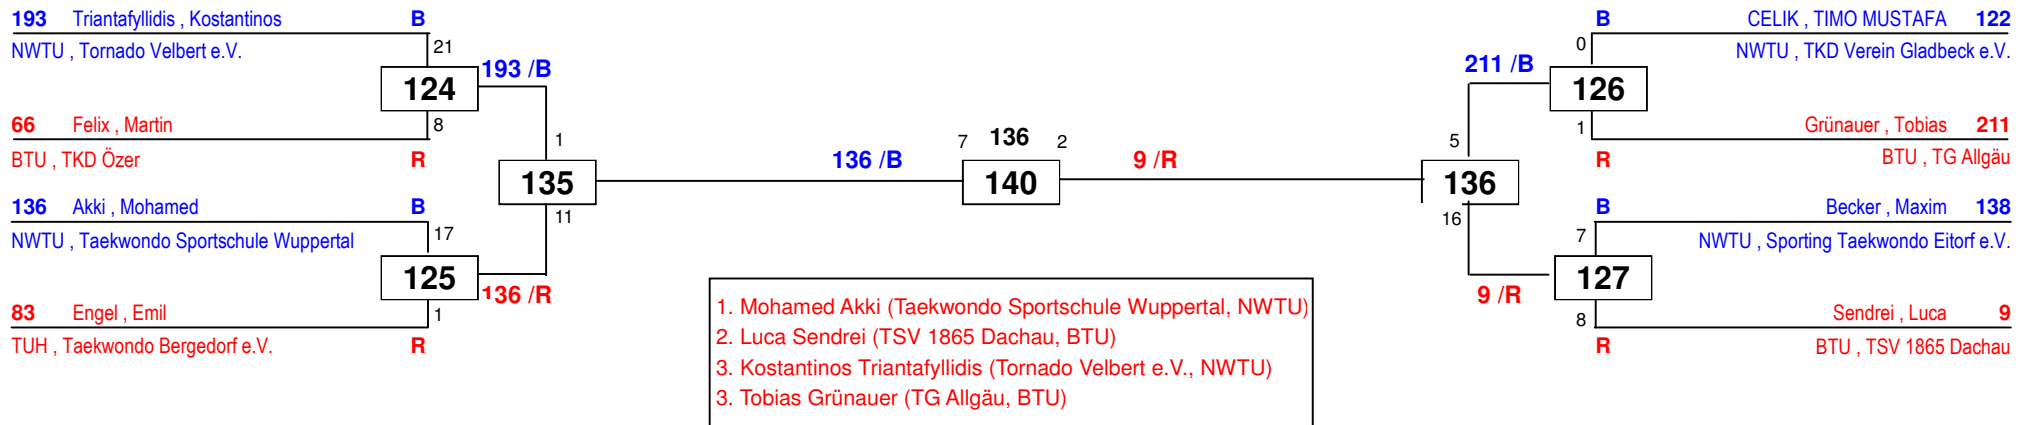 193 Triantafyllidis , Kostantinos B
21
NWTU , Tornado Velbert e.V.
124
193 /B
66 Felix , Martin
8
BTU , TKD Özer R
1
135
11
136 Akki , Mohamed B
17
NWTU , Taekwondo Sportschule Wuppertal
125
136 /R
83 Engel , Emil
1
TUH , Taekwondo Bergedorf e.V. R
136 /B
7 136 2
140
9 /R
B CELIK , TIMO MUSTAFA 122
0
NWTU , TKD Verein Gladbeck e.V.
211 /B
126
1
Grünauer , Tobias 211
R BTU , TG Allgäu
5
136
16
B Becker , Maxim 138
7
NWTU , Sporting Taekwondo Eitorf e.V.
127
9 /R
8
Sendrei , Luca 9
R BTU , TSV 1865 Dachau
1. Mohamed Akki (Taekwondo Sportschule Wuppertal, NWTU)
2. Luca Sendrei (TSV 1865 Dachau, BTU)
3. Kostantinos Triantafyllidis (Tornado Velbert e.V., NWTU)
3. Tobias Grünauer (TG Allgäu, BTU)